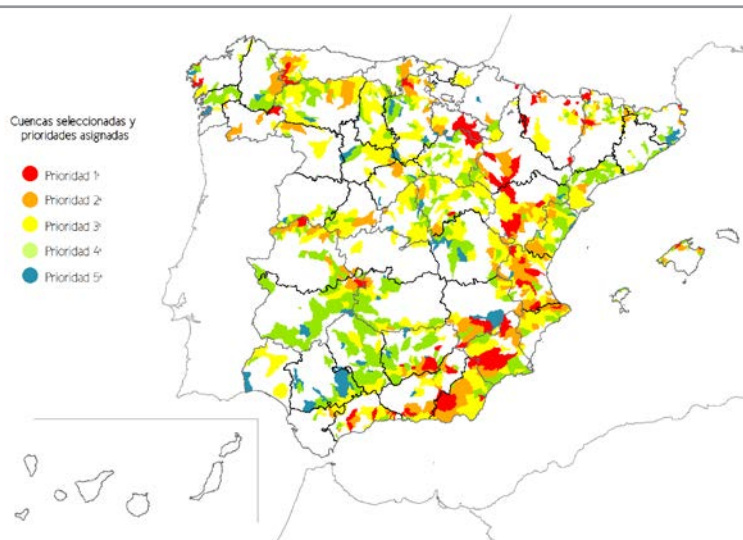 Cuencas seleccionadas y
prioridades asignadas
Prioridad 1ª
Prioridad 2ª
Prioridad 3ª
Prioridad 4ª
Prioridad 5ª